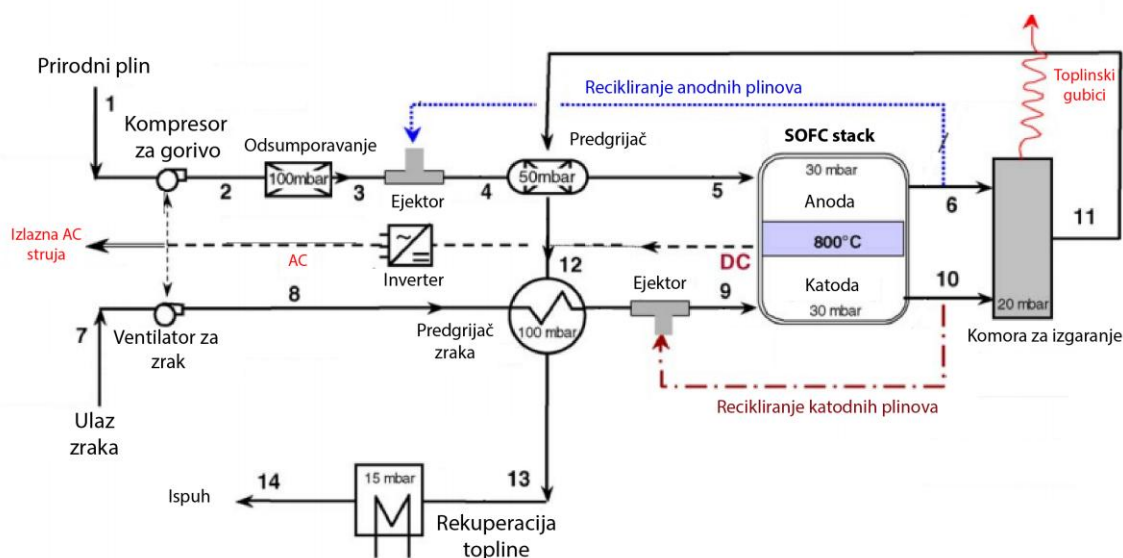 Prirodni plin
1
Kompresor
za gorivo
2
Odsumporavanje
100mbar
3
Recikliranje anodnih plinova
Ejektor
4
Predgrijač
50mbar
5
SOFC stack
30 mbar
Anoda
800°C
Katoda
30 mbar
6
10
Toplinski
gubici
11
20 mbar
Komora za izgaranje
Izlazna AC
struja
AC
Inverter
DC
12
7
Ventilator za
zrak
8
Predgrijač
zraka
100 mbar
Ejektor
9
Recikliranje katodnih plinova
Ulaz
zraka
13
Ispuh
14
15 mbar
Rekuperacija
topline